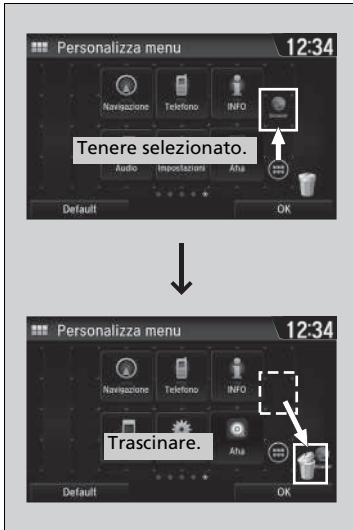 Personalizza menu 12:34
Navigazione Telefono INFO Browser
Tenere selezionato.
Audio Impostazioni Aha
Default OK
Personalizza menu 12:34
Navigazione Telefono INFO
Trascinare.
Aha
Default OK